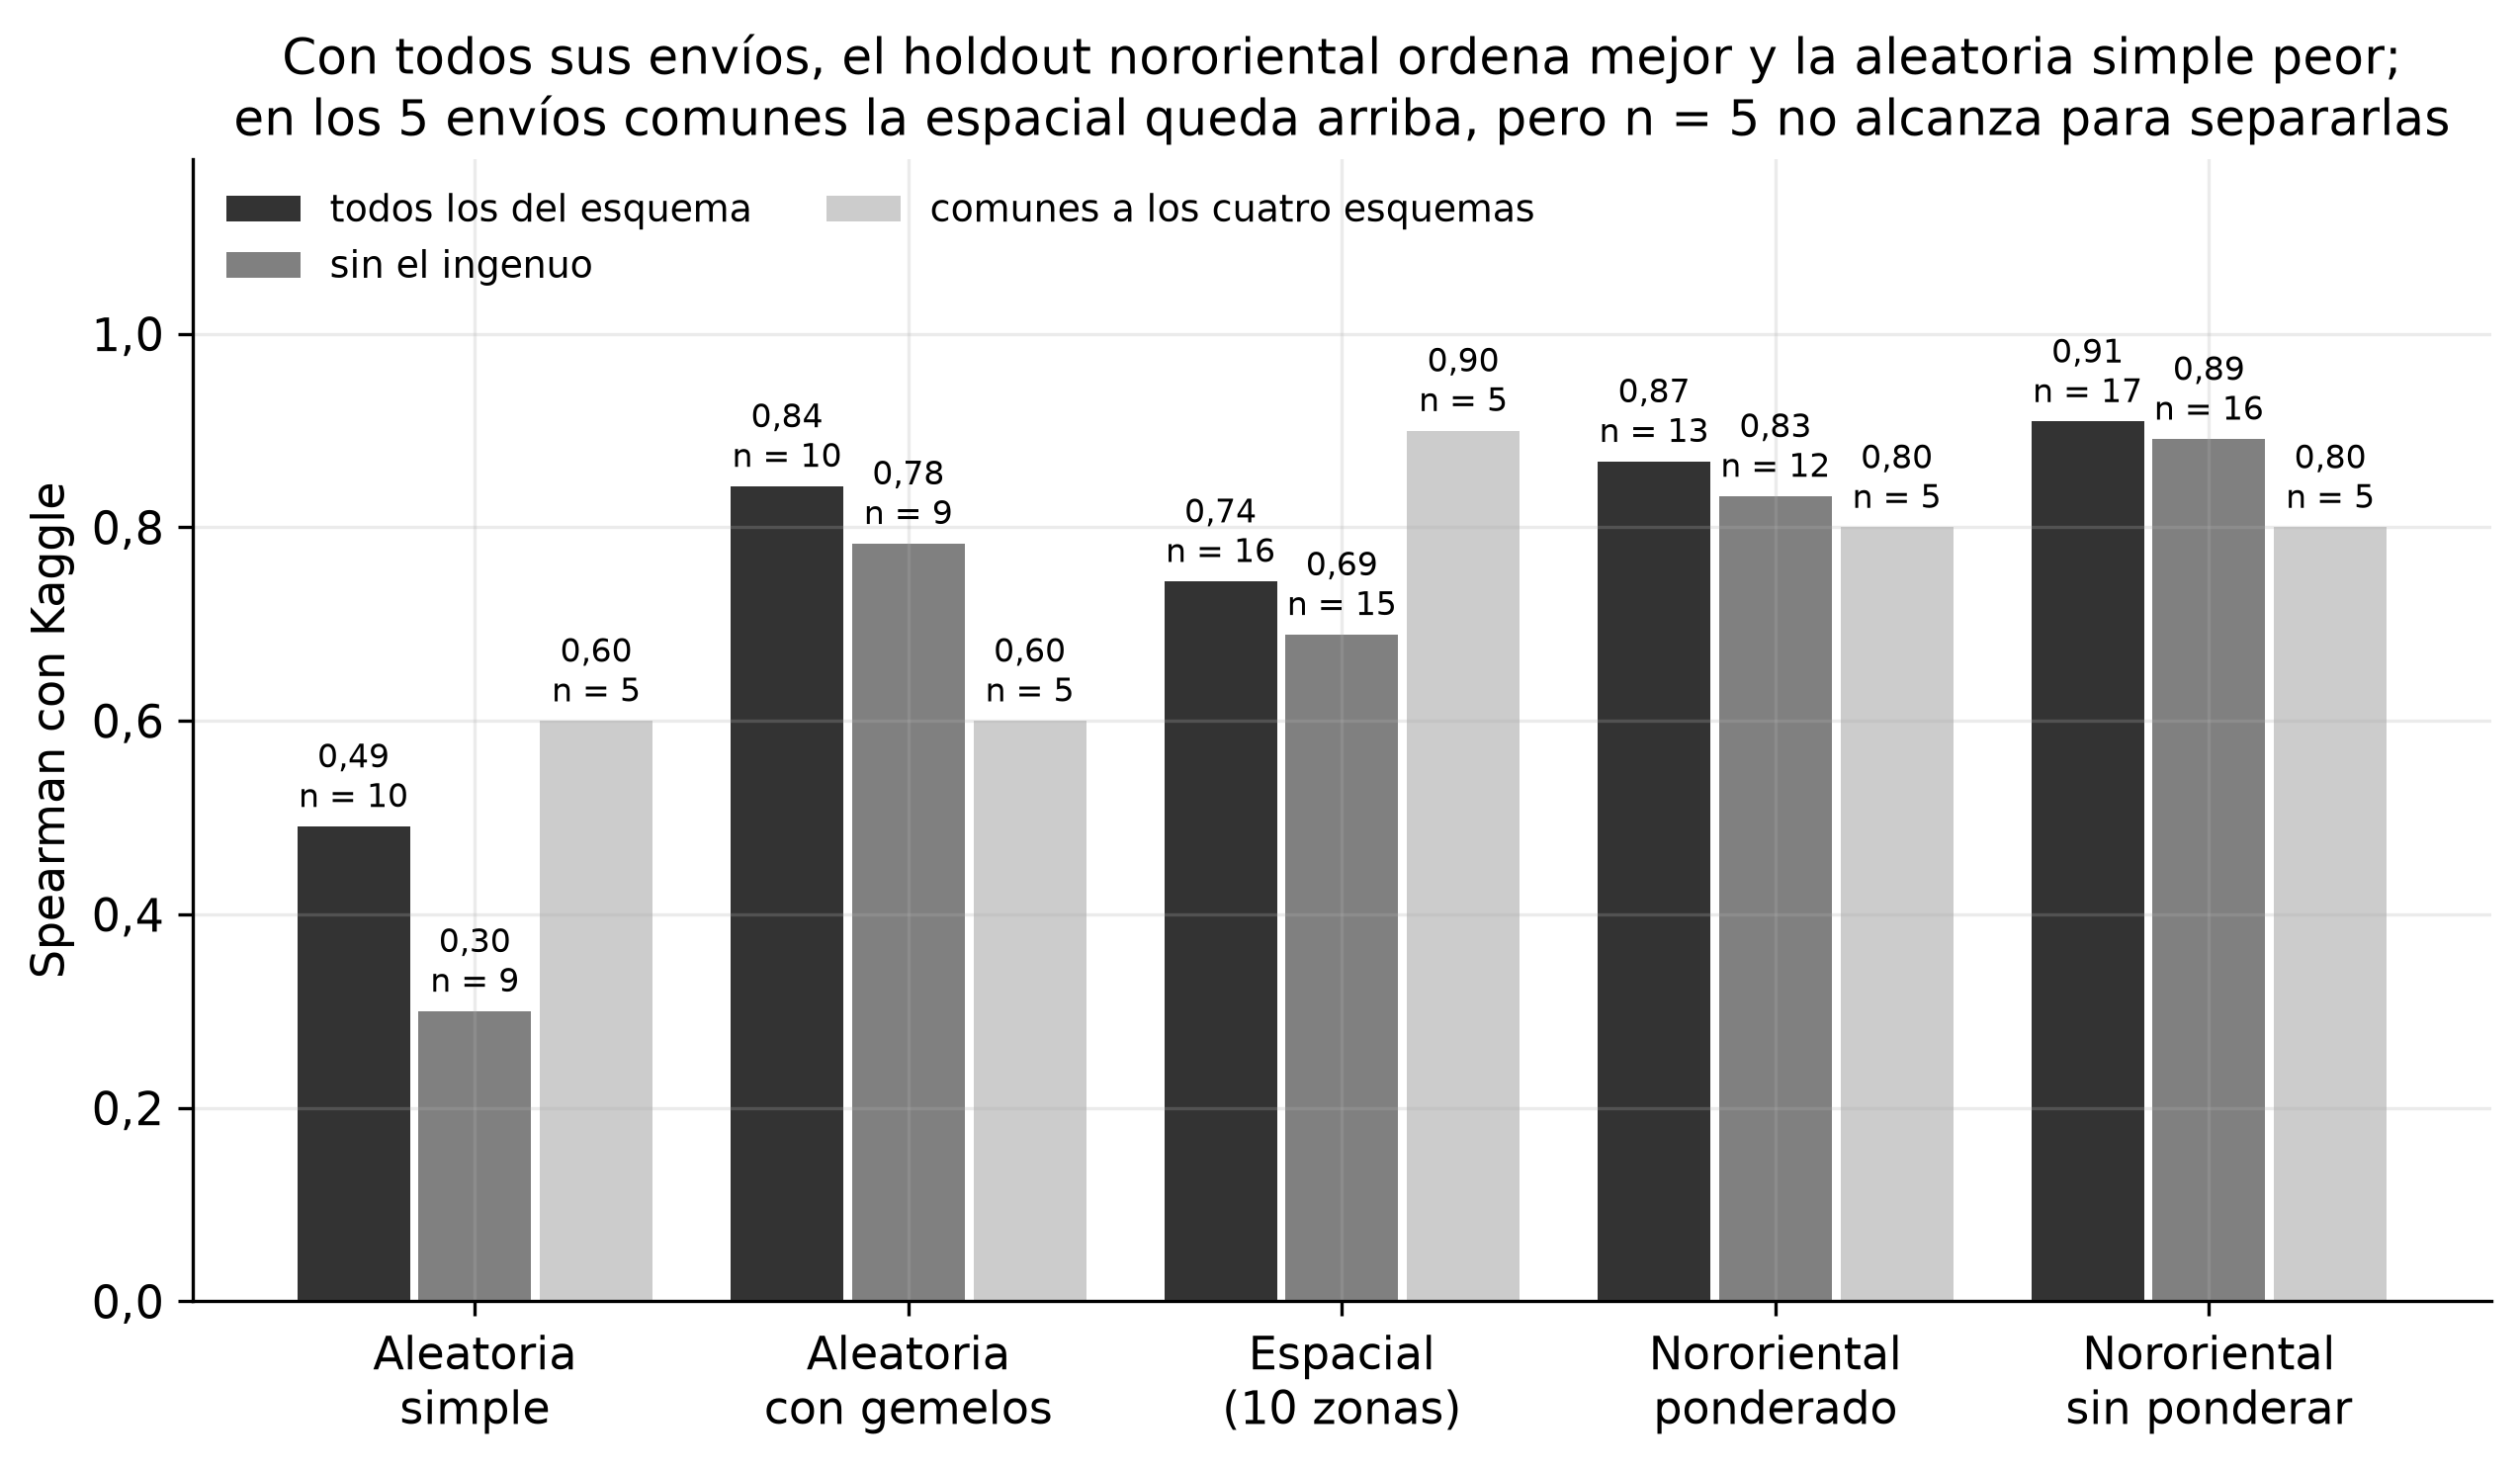 Con todos sus envíos, el holdout nororiental ordena mejor y la aleatoria simple peor;
en los 5 envíos comunes la espacial queda arriba, pero n = 5 no alcanza para separarlas
todos los del esquema
sin el ingenuo
comunes a los cuatro esquemas
Spearman con Kaggle
1,0
0,8
0,6
0,4
0,2
0,0
0,49
n = 10
0,30
n = 9
0,60
n = 5
0,84
n = 10
0,78
n = 9
0,60
n = 5
0,74
n = 16
0,69
n = 15
0,90
n = 5
0,87
n = 13
0,83
n = 12
0,80
n = 5
0,91
n = 17
0,89
n = 16
0,80
n = 5
Aleatoria
simple
Aleatoria
con gemelos
Espacial
(10 zonas)
Nororiental
ponderado
Nororiental
sin ponderar